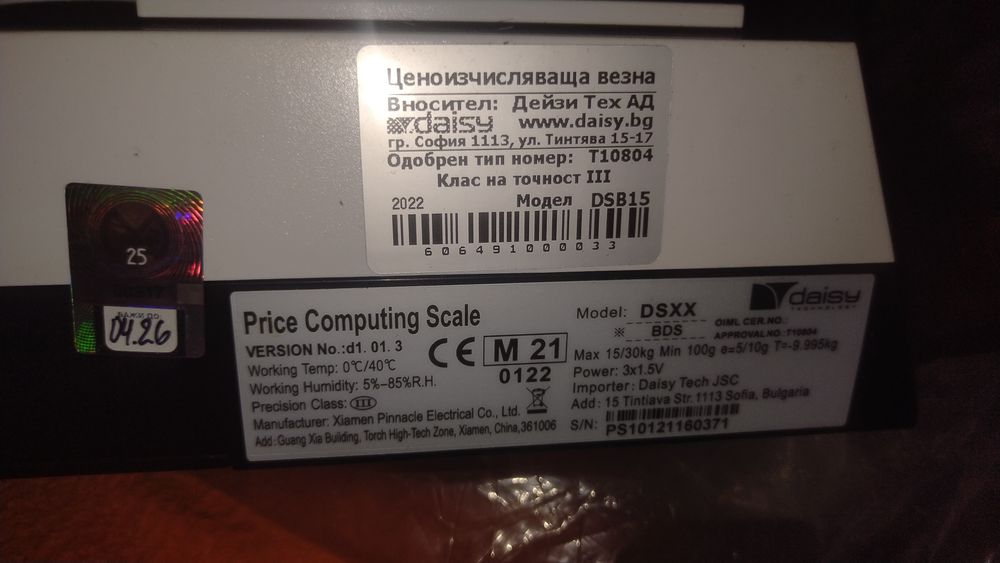 Ценоизчисляваща везна
Вносител: Дейзи Тех АД
daisy www.daisy.bg
гр. София 1113, ул. Тинтява 15-17
Одобрен тип номер: T10804
Клас на точност III
2022 Модел DSB15
6064910000033
25
ВАЖИ ДО:
04.26
Price Computing Scale
VERSION No.:d1. 01. 3
Working Temp: 0℃/40℃
Working Humidity: 5%-85%R.H.
Precision Class: III
Manufacturer: Xiamen Pinnacle Electrical Co., Ltd.
Add: Guang Xia Building, Torch High-Tech Zone, Xiamen, China,361006
CE M 21
0122
Model: DSXX
daisy
TECHNOLOGY
※ BDS
OIML CER.NO.:
APPROVALNO.:T10804
Max 15/30kg Min 100g e=5/10g T=-9 995kg
Power: 3x1.5V
Importer: Daisy Tech JSC
Add: 15 Tintiava Str. 1113 Sofia, Bulgaria
S/N: PS10121160371